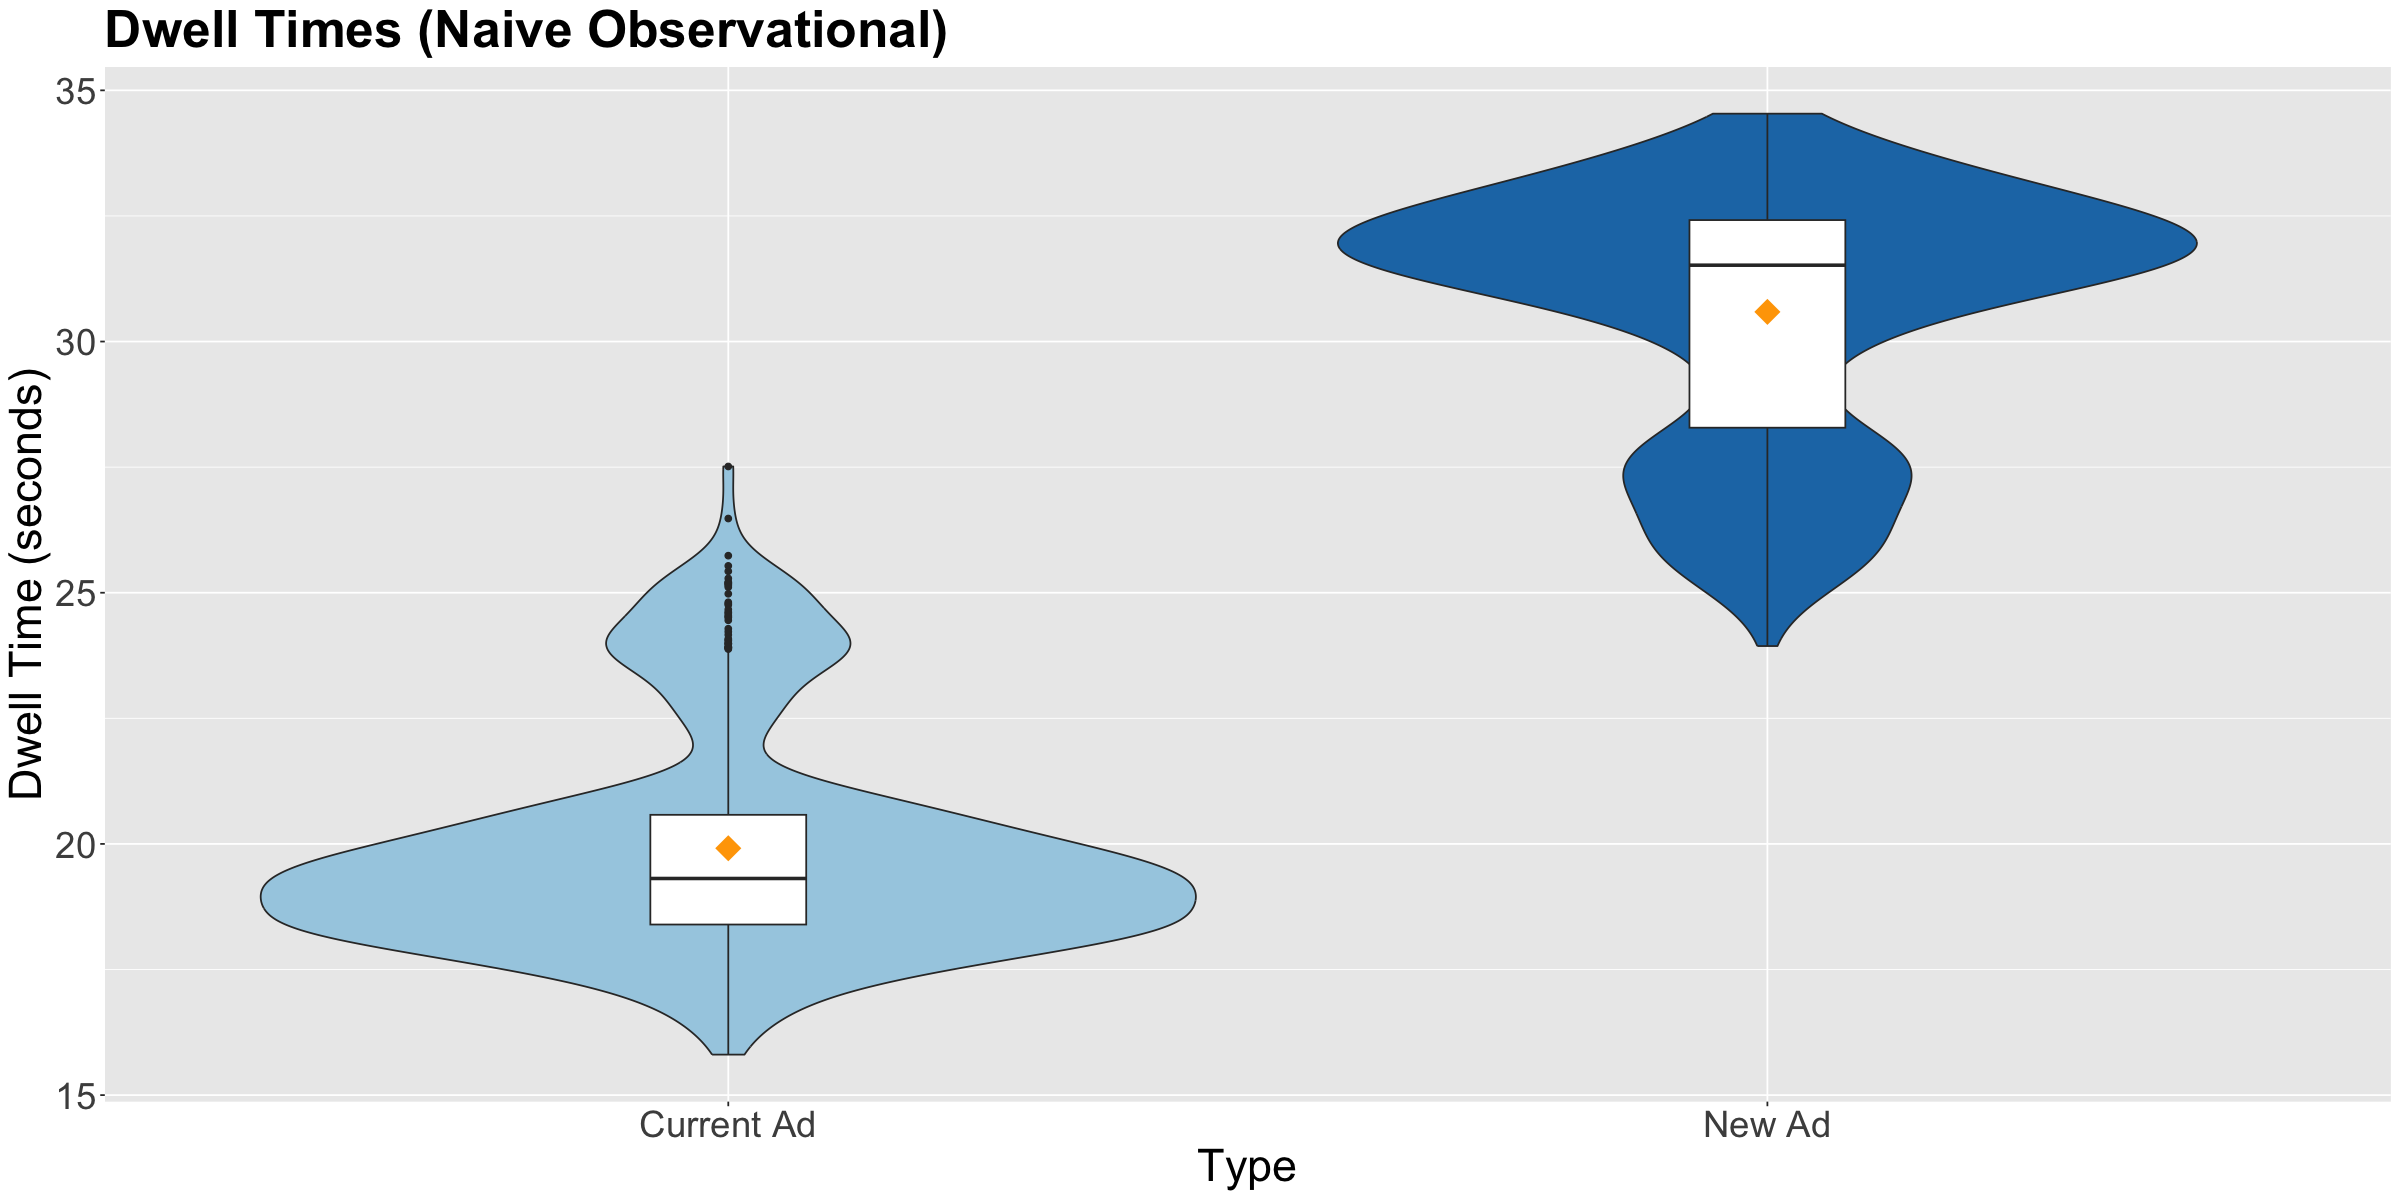 Dwell Times (Naive Observational)
Dwell Time (seconds)
35
30
25
20
15
Current Ad
New Ad
Type